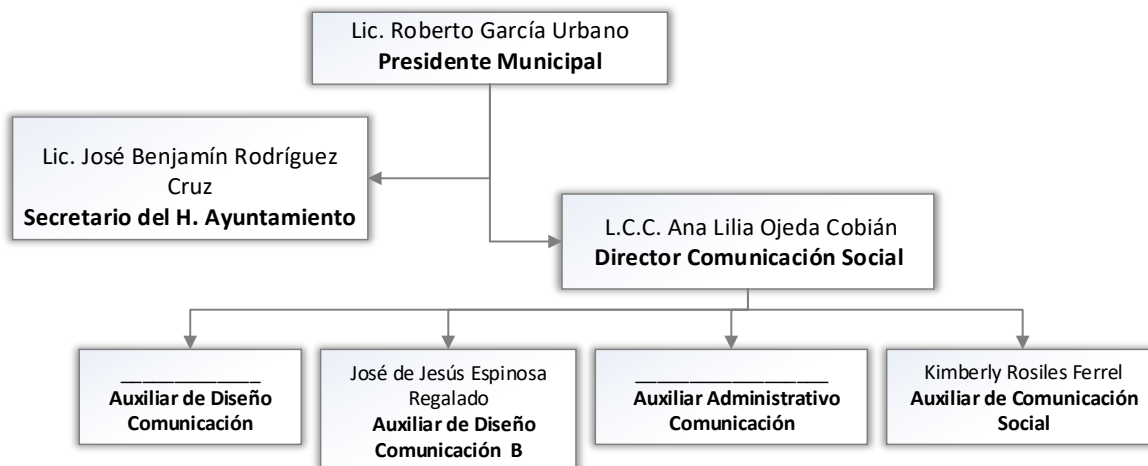 Lic. Roberto García Urbano
Presidente Municipal
Lic. José Benjamín Rodríguez
Cruz
Secretario del H. Ayuntamiento
L.C.C. Ana Lilia Ojeda Cobián
Director Comunicación Social
_____________
Auxiliar de Diseño
Comunicación
José de Jesús Espinosa
Regalado
Auxiliar de Diseño
Comunicación B
__________________
Auxiliar Administrativo
Comunicación
Kimberly Rosiles Ferrel
Auxiliar de Comunicación
Social